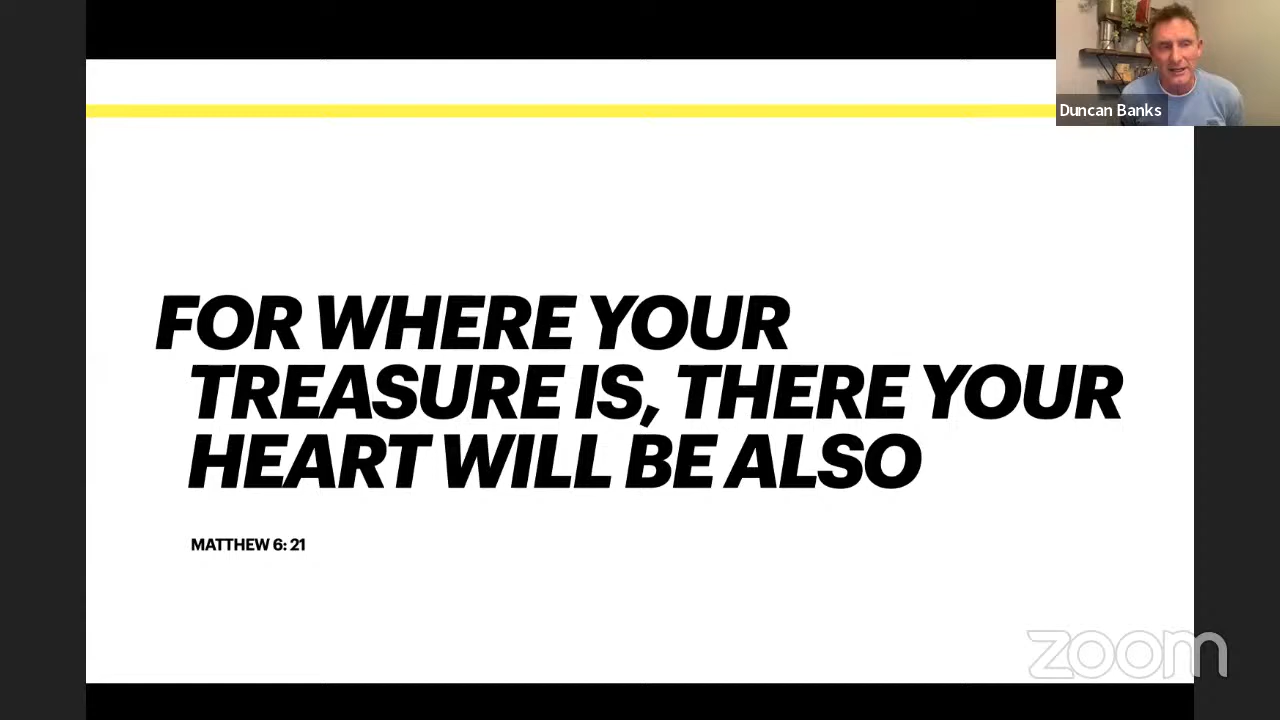 Duncan Banks
FOR WHERE YOUR
TREASURE IS, THERE YOUR
HEART WILL BE ALSO
MATTHEW 6: 21
zoom